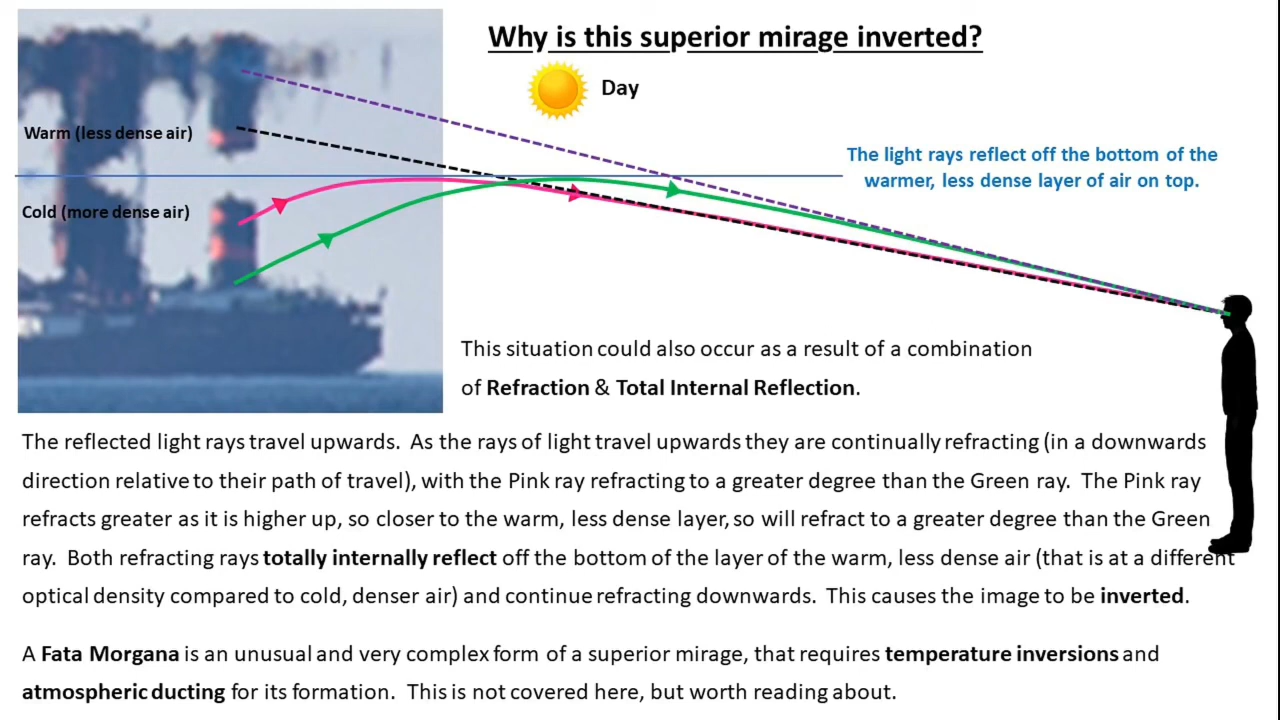 Why is this superior mirage inverted?
Day
Warm (less dense air)
The light rays reflect off the bottom of the
warmer, less dense layer of air on top.
Cold (more dense air)
This situation could also occur as a result of a combination
of Refraction & Total Internal Reflection.
The reflected light rays travel upwards. As the rays of light travel upwards they are continually refracting (in a downwards
direction relative to their path of travel), with the Pink ray refracting to a greater degree than the Green ray. The Pink ray
refracts greater as it is higher up, so closer to the warm, less dense layer, so will refract to a greater degree than the Green
ray. Both refracting rays totally internally reflect off the bottom of the layer of the warm, less dense air (that is at a different
optical density compared to cold, denser air) and continue refracting downwards. This causes the image to be inverted.
A Fata Morgana is an unusual and very complex form of a superior mirage, that requires temperature inversions and
atmospheric ducting for its formation. This is not covered here, but worth reading about.